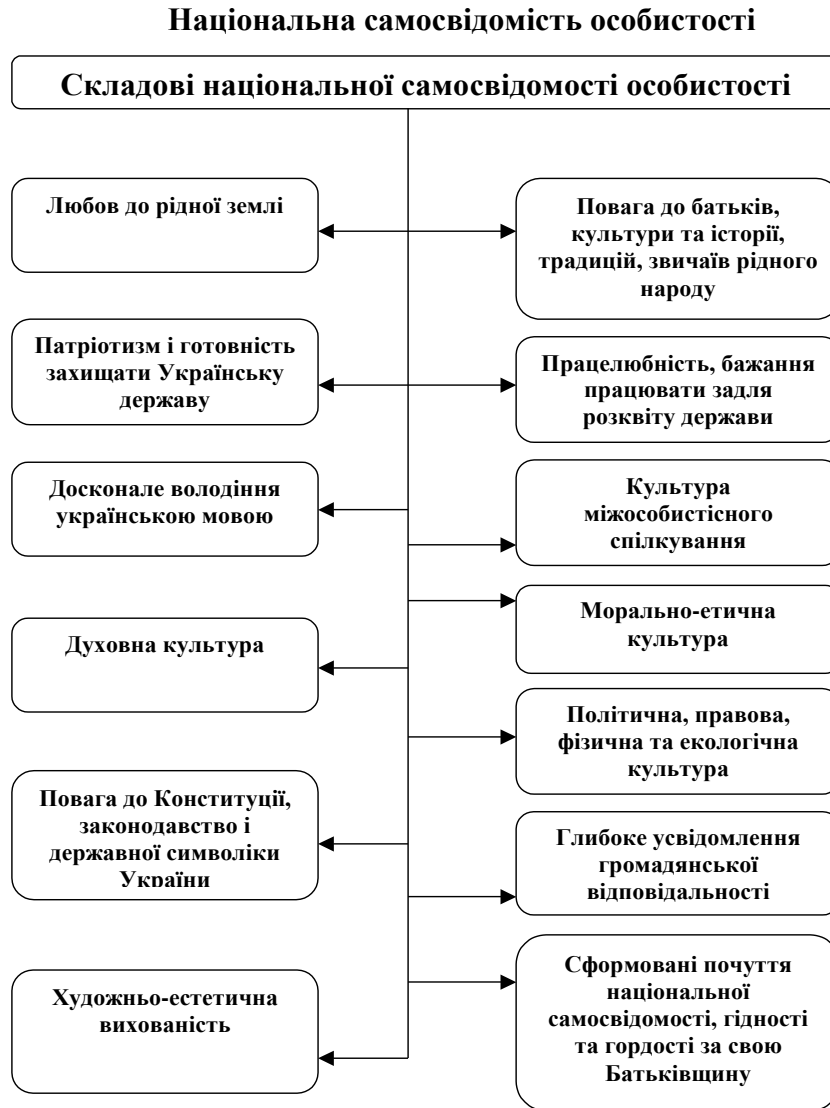 Національна самосвідомість особистості
Складові національної самосвідомості особистості
Любов до рідної землі
Повага до батьків,
культури та історії,
традицій, звичаїв рідного
народу
Патріотизм і готовність
захищати Українську
державу
Працелюбність, бажання
працювати задля
розквіту держави
Досконале володіння
українською мовою
Культура
міжособистісного
спілкування
Духовна культура
Морально-етична
культура
Політична, правова,
фізична та екологічна
культура
Повага до Конституції,
законодавство і
державної символіки
України
Глибоке усвідомлення
громадянської
відповідальності
Художньо-естетична
вихованість
Сформовані почуття
національної
самосвідомості, гідності
та гордості за свою
Батьківщину